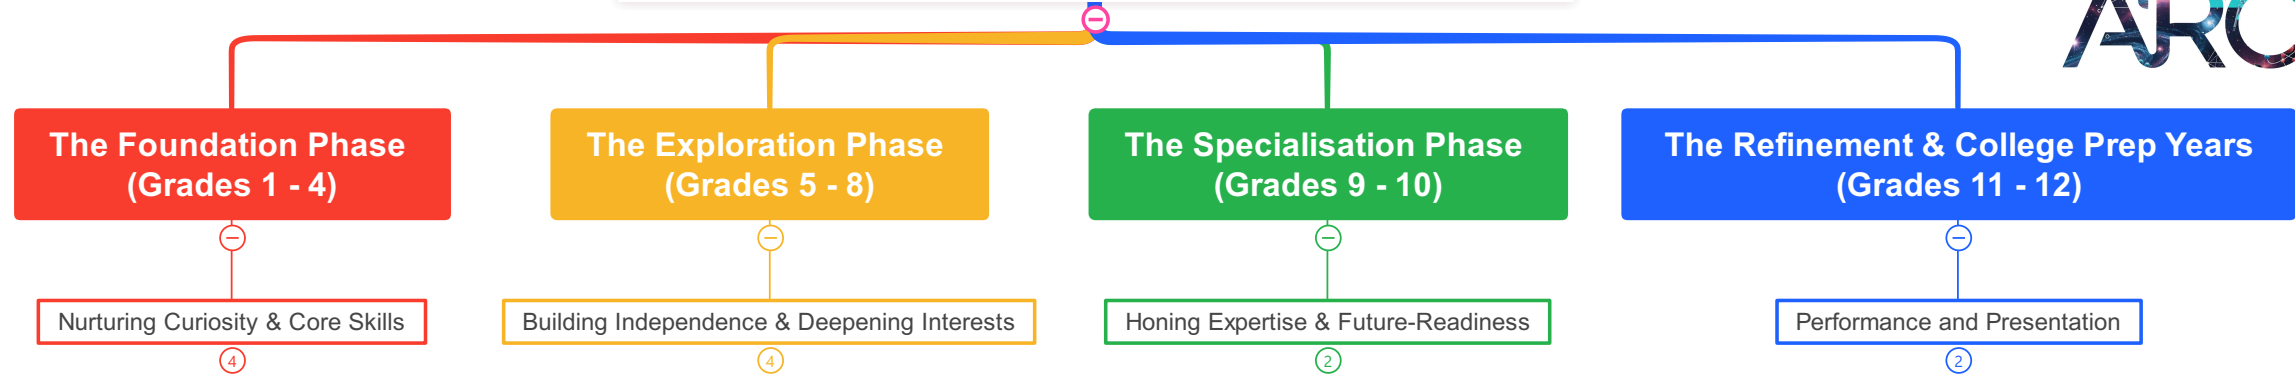 ARC
The Foundation Phase
(Grades 1 - 4)
The Exploration Phase
(Grades 5 - 8)
The Specialisation Phase
(Grades 9 - 10)
The Refinement & College Prep Years
(Grades 11 - 12)
Nurturing Curiosity & Core Skills
Building Independence & Deepening Interests
Honing Expertise & Future-Readiness
Performance and Presentation
4
4
2
2